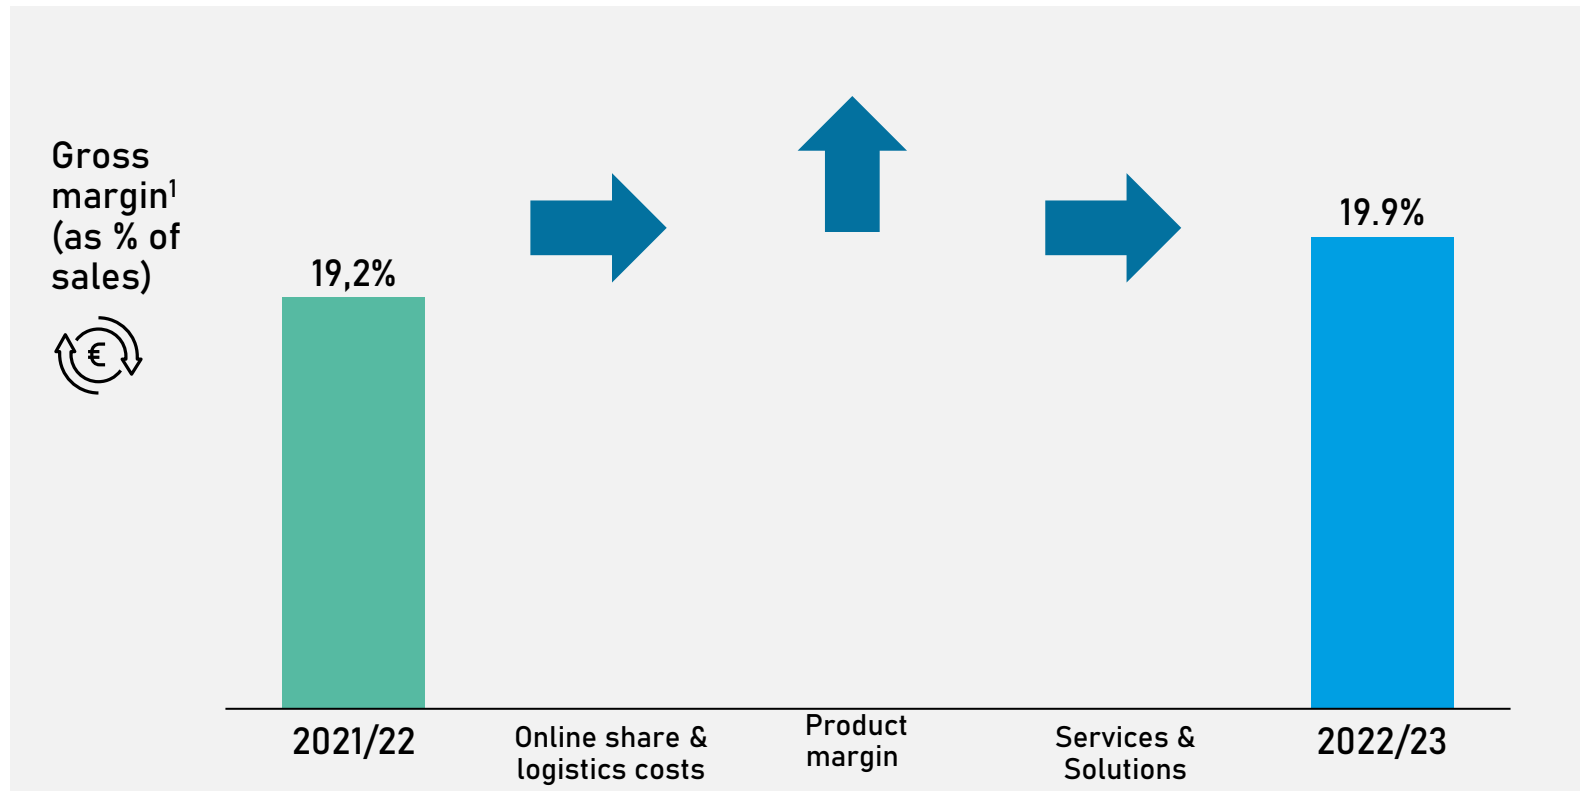 Gross
margin¹
(as % of
sales)
€
19,2%
19.9%
2021/22
Online share &
logistics costs
Product
margin
Services &
Solutions
2022/23